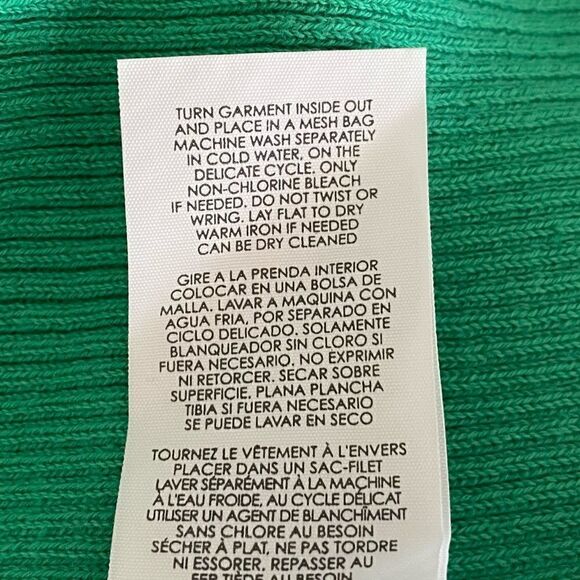 TURN GARMENT INSIDE OUT
AND PLACE IN A MESH BAG
MACHINE WASH SEPARATELY
IN COLD WATER, ON THE
DELICATE CYCLE. ONLY
NON-CHLORINE BLEACH
IF NEEDED. DO NOT TWIST OR
WRING. LAY FLAT TO DRY
WARM IRON IF NEEDED
CAN BE DRY CLEANED
GIRE A LA PRENDA INTERIOR
COLOCAR EN UNA BOLSA DE
MALLA. LAVAR A MAQUINA CON
AGUA FRIA, POR SEPARADO EN
CICLO DELICADO. SOLAMENTE
BLANQUEADOR SIN CLORO SI
FUERA NECESARIO. NO EXPRIMIR
NI RETORCER. SECAR SOBRE
SUPERFICIE. PLANA PLANCHA
TIBIA SI FUERA NECESARIO
SE PUEDE LAVAR EN SECO
TOURNEZ LE VÊTEMENT À L'ENVERS
PLACER DANS UN SAC-FILET
LAVER SÉPARÉMENT À LA MACHINE
À L'EAU FROIDE, AU CYCLE DÉLICAT
UTILISER UN AGENT DE BLANCHÎMENT
SANS CHLORE AU BESOIN
SÉCHER À PLAT, NE PAS TORDRE
NI ESSORER. REPASSER AU
FER TIÈDE AU BESOIN